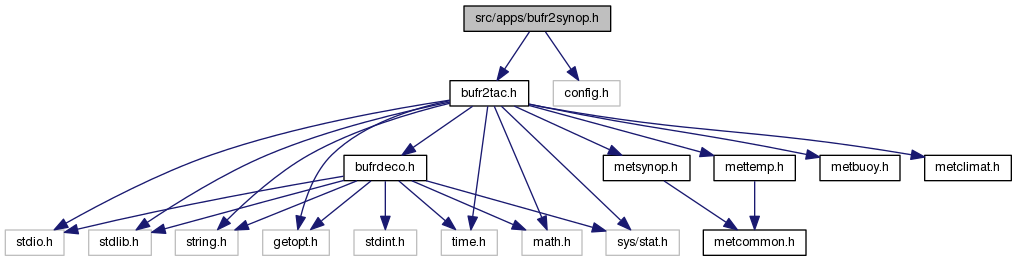 src/apps/bufr2synop.h
bufr2tac.h
config.h
bufrdeco.h
metsynop.h
mettemp.h
metbuoy.h
metclimat.h
stdio.h
stdlib.h
string.h
getopt.h
stdint.h
time.h
math.h
sys/stat.h
metcommon.h